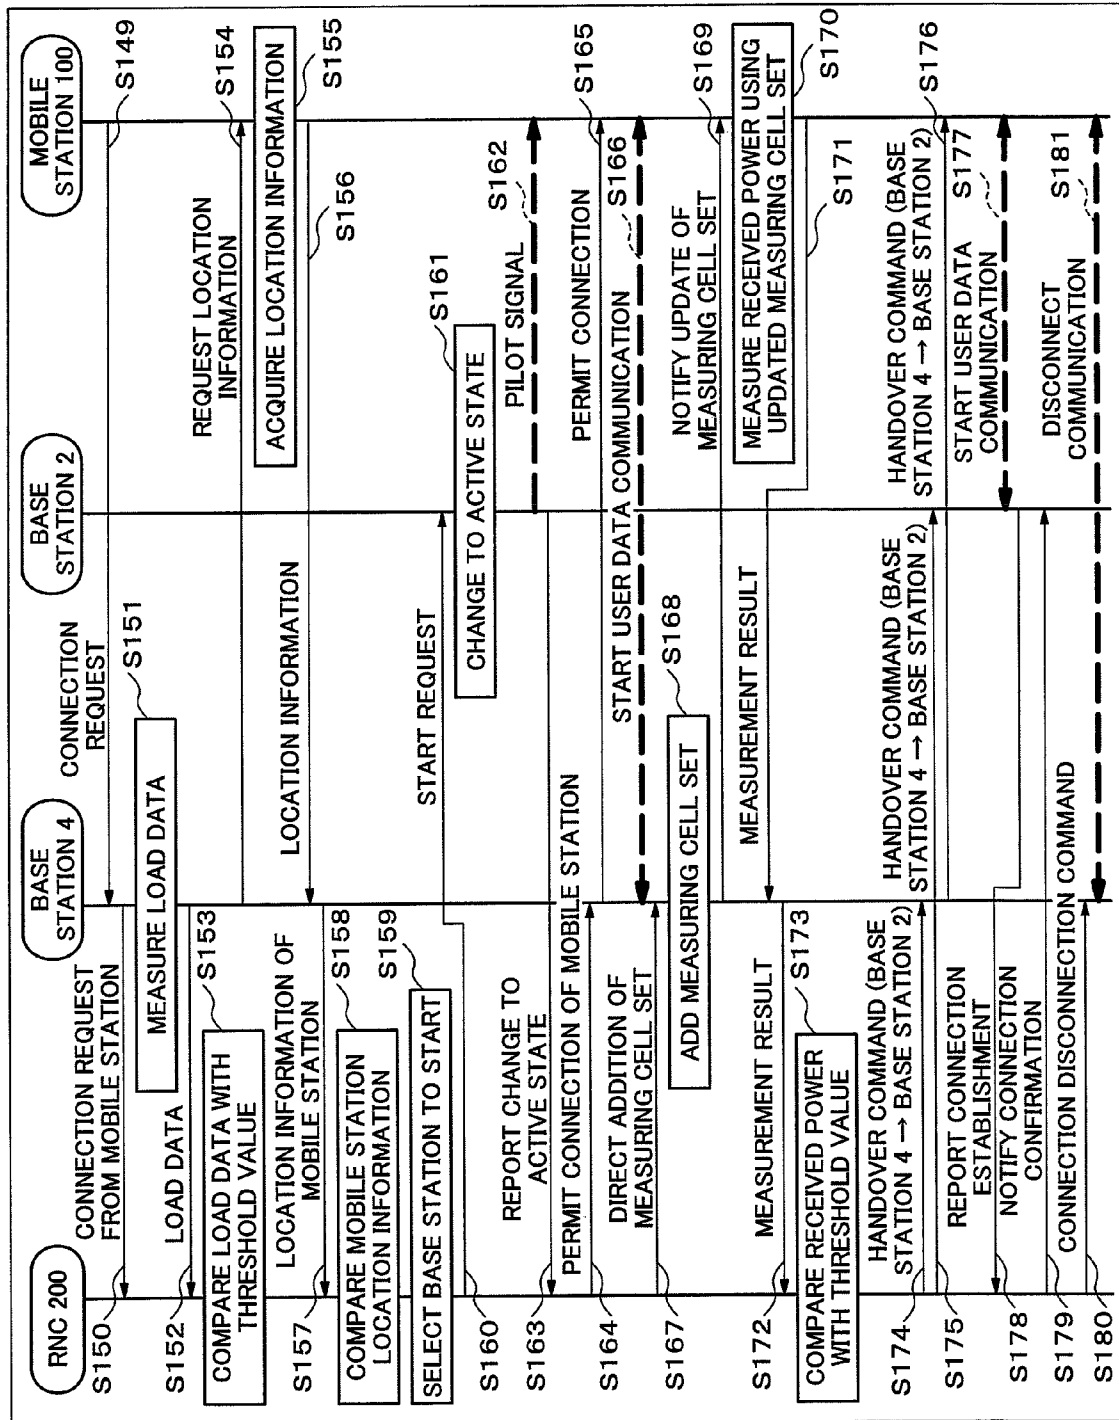 RNC 200
BASE
STATION 4
BASE
STATION 2
MOBILE
STATION 100
CONNECTION
REQUEST
S149
CONNECTION REQUEST
FROM MOBILE STATION
S150
MEASURE LOAD DATA
S151
LOAD DATA
S152
COMPARE LOAD DATA WITH
THRESHOLD VALUE
S153
REQUEST LOCATION
INFORMATION
S154
ACQUIRE LOCATION INFORMATION
S155
LOCATION INFORMATION
S156
LOCATION INFORMATION OF
MOBILE STATION
S157
COMPARE MOBILE STATION
LOCATION INFORMATION
S158
SELECT BASE STATION TO START
S159
START REQUEST
S160
CHANGE TO ACTIVE STATE
S161
PILOT SIGNAL
S162
REPORT CHANGE TO
ACTIVE STATE
S163
PERMIT CONNECTION OF MOBILE STATION
S164
PERMIT CONNECTION
S165
START USER DATA COMMUNICATION
S166
DIRECT ADDITION OF
MEASURING CELL SET
S167
ADD MEASURING CELL SET
S168
NOTIFY UPDATE OF
MEASURING CELL SET
S169
MEASURE RECEIVED POWER USING
UPDATED MEASURING CELL SET
S170
MEASUREMENT RESULT
S171
MEASUREMENT RESULT
S172
COMPARE RECEIVED POWER
WITH THRESHOLD VALUE
S173
HANDOVER COMMAND (BASE
STATION 4 → BASE STATION 2)
S174
HANDOVER COMMAND (BASE
STATION 4 → BASE STATION 2)
S175
HANDOVER COMMAND (BASE
STATION 4 → BASE STATION 2)
S176
START USER DATA
COMMUNICATION
S177
REPORT CONNECTION
ESTABLISHMENT
S178
NOTIFY CONNECTION
CONFIRMATION
S179
CONNECTION DISCONNECTION COMMAND
S180
DISCONNECT
COMMUNICATION
S181